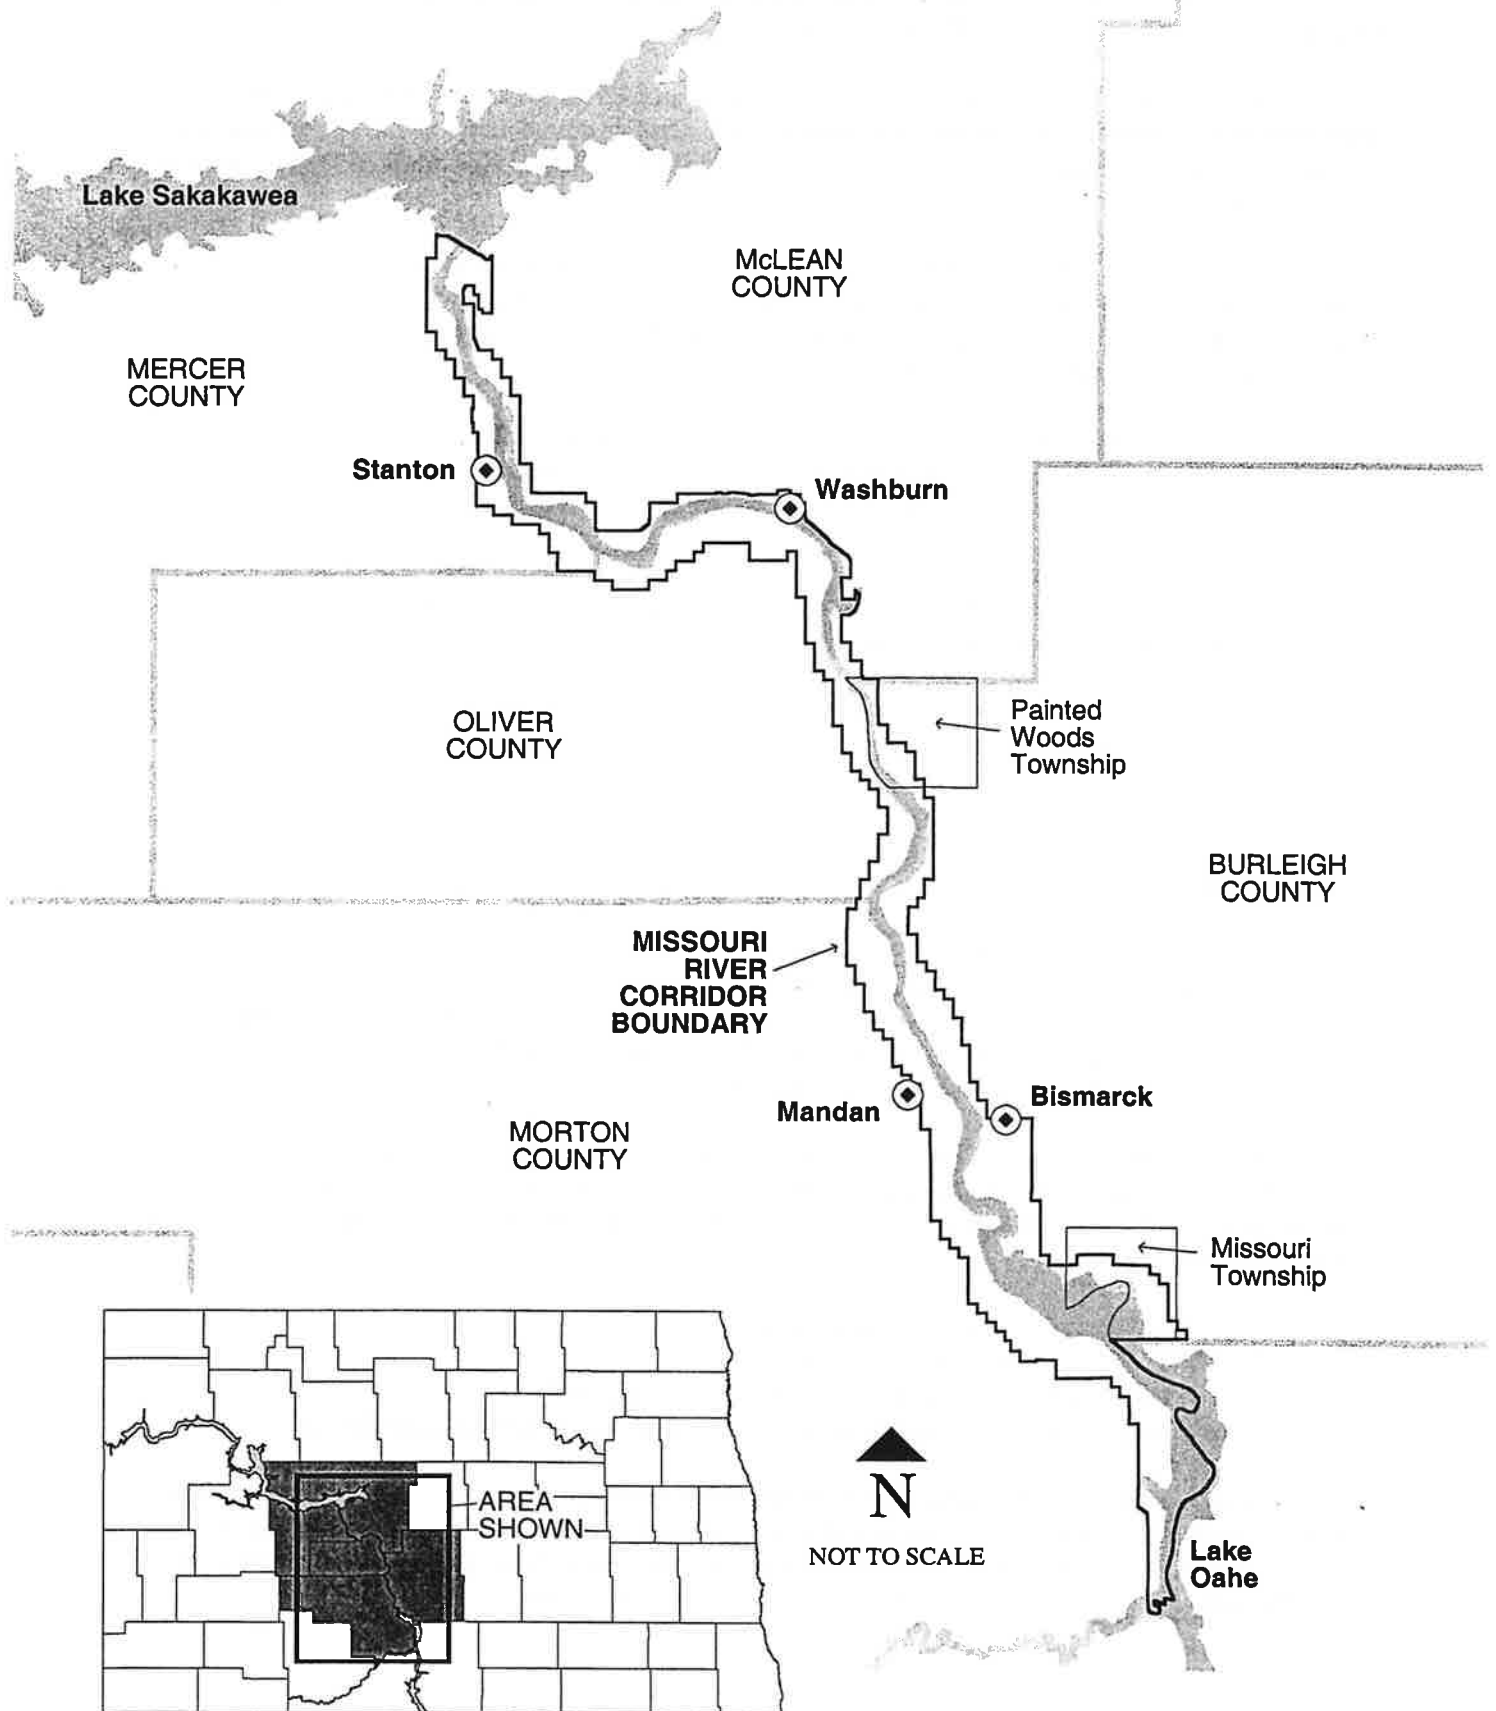 Lake Sakakawea
McLEAN
COUNTY
MERCER
COUNTY
Stanton
Washburn
Painted
Woods
Township
OLIVER
COUNTY
BURLEIGH
COUNTY
MISSOURI
RIVER
CORRIDOR
BOUNDARY
Mandan
Bismarck
MORTON
COUNTY
Missouri
Township
AREA
SHOWN
N
NOT TO SCALE
Lake
Oahe